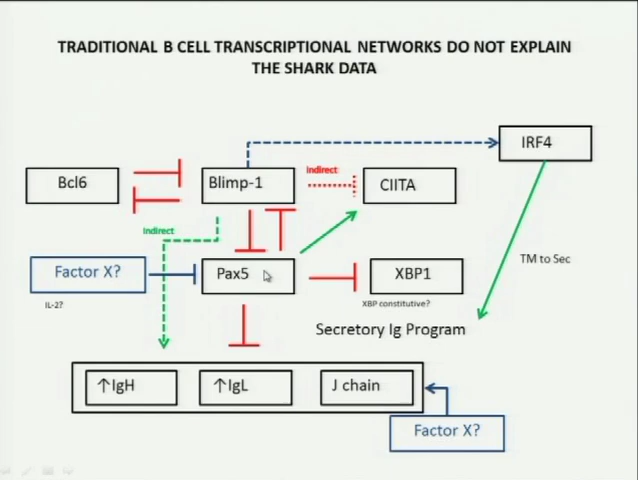 TRADITIONAL B CELL TRANSCRIPTIONAL NETWORKS DO NOT EXPLAIN
THE SHARK DATA
IRF4
Bcl6
Blimp-1
Indirect
CIITA
Indirect
TM to Sec
Factor X?
Pax5
XBP1
IL-2?
XBP constitutive?
Secretory Ig Program
↑IgH
↑IgL
J chain
Factor X?